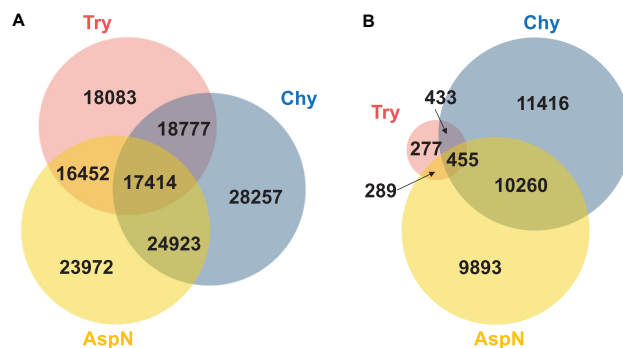 A
Try
Chy
18083
18777
16452
17414
28257
24923
23972
AspN
B
Chy
433
11416
Try
277
455
289
10260
9893
AspN